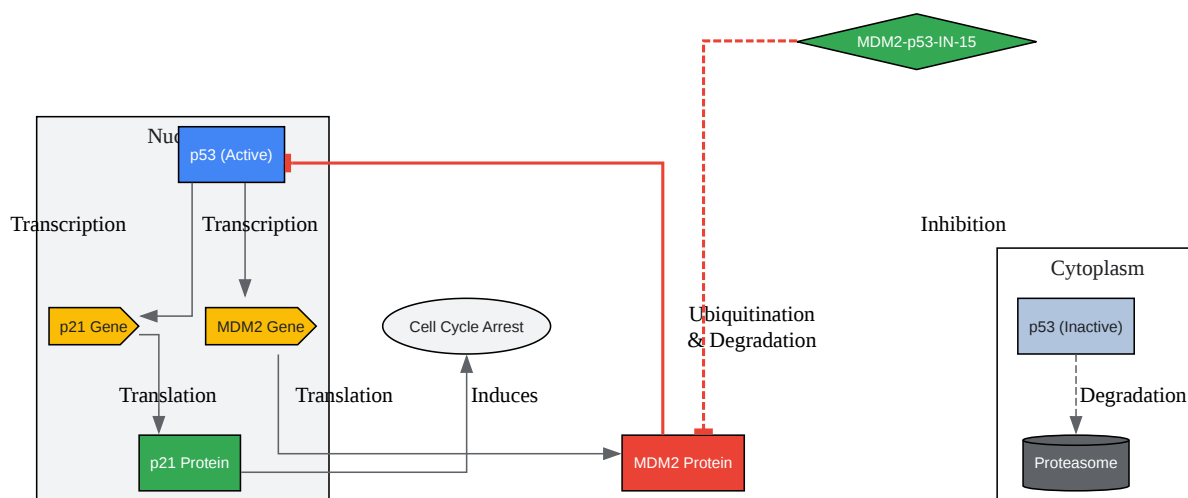 MDM2-p53-IN-15
Nuc
p53 (Active)
Transcription
Transcription
Inhibition
Cytoplasm
p21 Gene
MDM2 Gene
Cell Cycle Arrest
Ubiquitination
& Degradation
p53 (Inactive)
Translation
Translation
Induces
Degradation
p21 Protein
MDM2 Protein
Proteasome